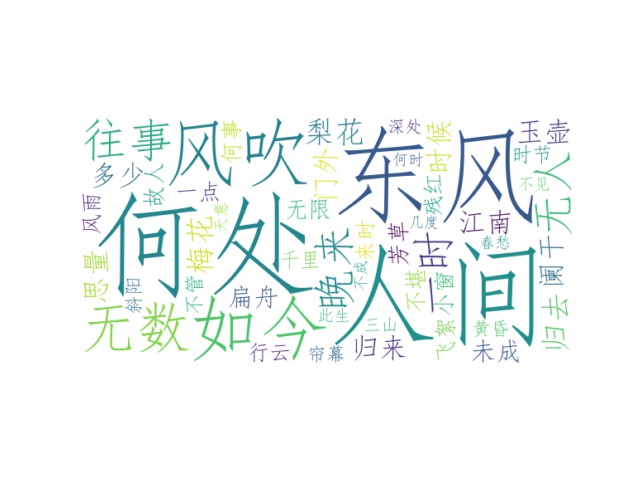 往事
风吹
何事
梨花
深处
东风
玉壶
多少
故人
一点
门外
何时
时候
时节
风雨
何处
天意
无限
几度
残红
不见
无人
思量
梅花
千里
晚来
来时
芳草
一时
江南
春愁
斜阳
不管
扁舟
不成
人间
不堪
小窗
阑干
归去
无数
如今
此生
三山
飞絮
黄昏
行云
帘幕
归来
未成